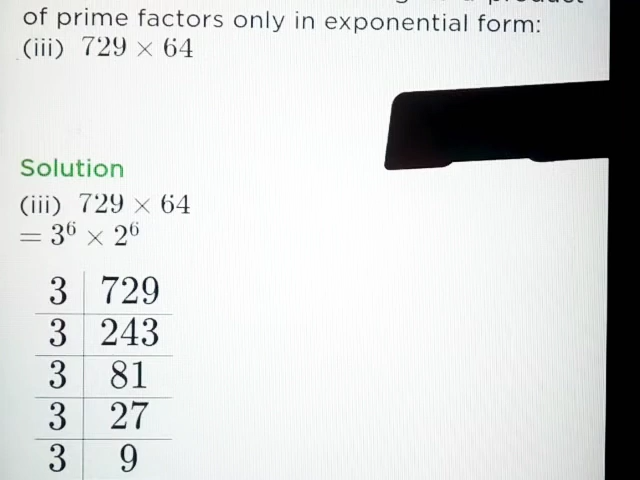 of prime factors only in exponential form:
(iii) 729 × 64
Solution
(iii) 729 × 64
= 3⁶ × 2⁶
3 729
3 243
3 81
3 27
3 9